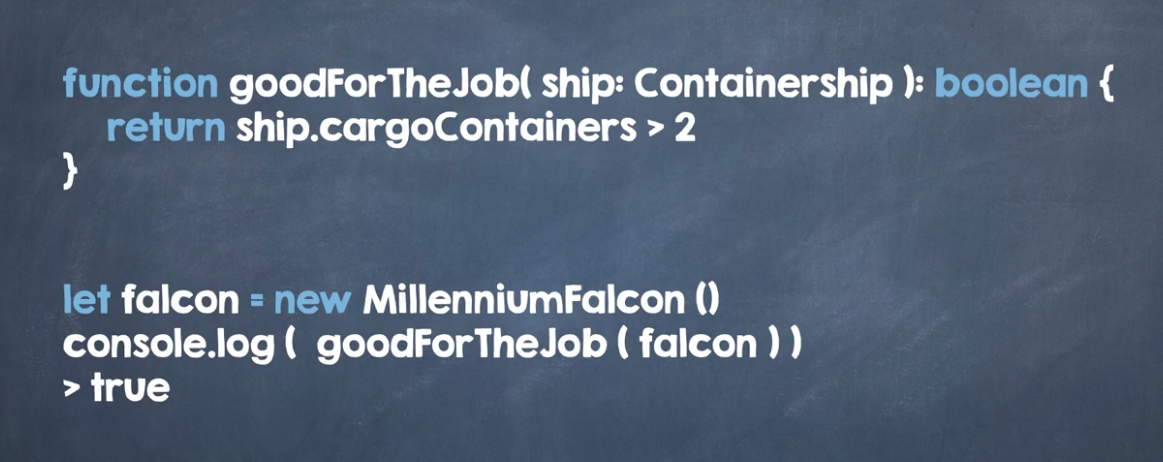 function goodForTheJob( ship: Containership ): boolean {
return ship.cargoContainers > 2
}
let falcon = new MillenniumFalcon ()
console.log ( goodForTheJob ( falcon ) )
> true